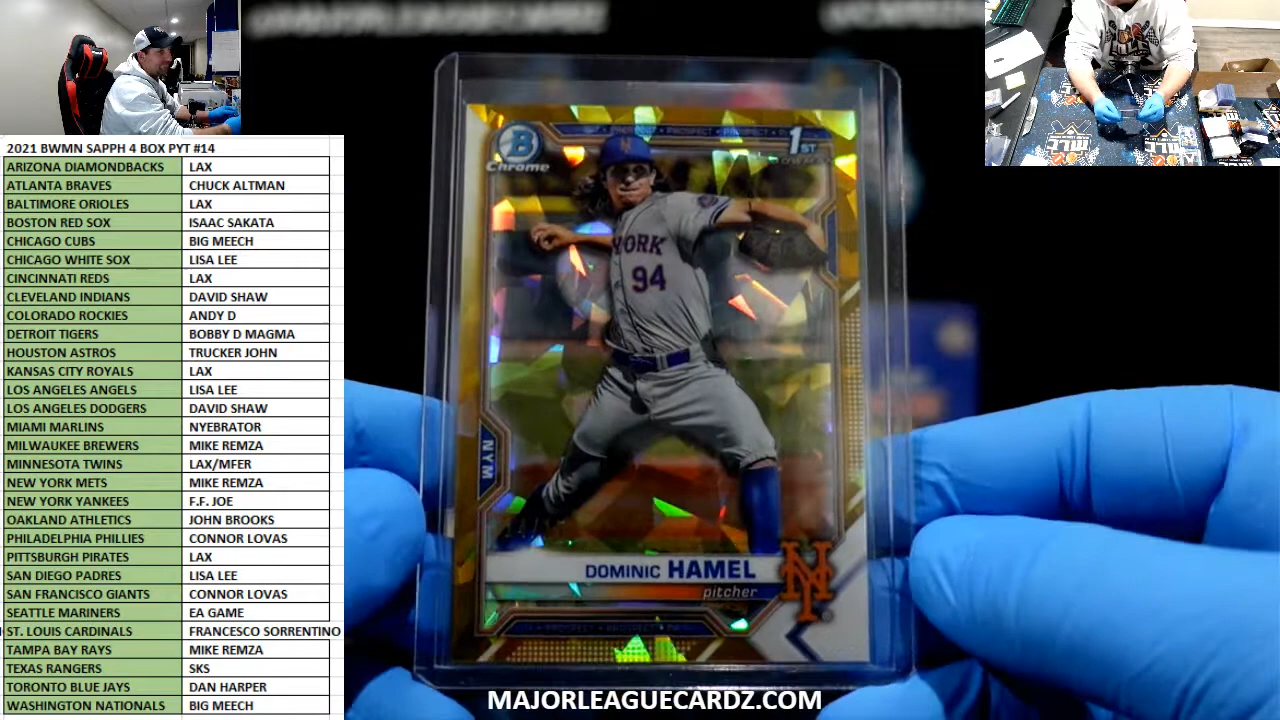 2021 BWMN SAPPH 4 BOX PYT #14
ARIZONA DIAMONDBACKS LAX
ATLANTA BRAVES CHUCK ALTMAN
BALTIMORE ORIOLES LAX
BOSTON RED SOX ISAAC SAKATA
CHICAGO CUBS BIG MEECH
CHICAGO WHITE SOX LISA LEE
CINCINNATI REDS LAX
CLEVELAND INDIANS DAVID SHAW
COLORADO ROCKIES ANDY D
DETROIT TIGERS BOBBY D MAGMA
HOUSTON ASTROS TRUCKER JOHN
KANSAS CITY ROYALS LAX
LOS ANGELES ANGELS LISA LEE
LOS ANGELES DODGERS DAVID SHAW
MIAMI MARLINS NYEBRATOR
MILWAUKEE BREWERS MIKE REMZA
MINNESOTA TWINS LAX/MFER
NEW YORK METS MIKE REMZA
NEW YORK YANKEES F.F. JOE
OAKLAND ATHLETICS JOHN BROOKS
PHILADELPHIA PHILLIES CONNOR LOVAS
PITTSBURGH PIRATES LAX
SAN DIEGO PADRES LISA LEE
SAN FRANCISCO GIANTS CONNOR LOVAS
SEATTLE MARINERS EA GAME
ST. LOUIS CARDINALS FRANCESCO SORRENTINO
TAMPA BAY RAYS MIKE REMZA
TEXAS RANGERS SKS
TORONTO BLUE JAYS DAN HARPER
WASHINGTON NATIONALS BIG MEECH
B
Chrome
PROSPECT • PROSPECT
1ST
YORK
94
NYM
DOMINIC HAMEL
pitcher
NY
MAJORLEAGUECARDZ.COM
MLC